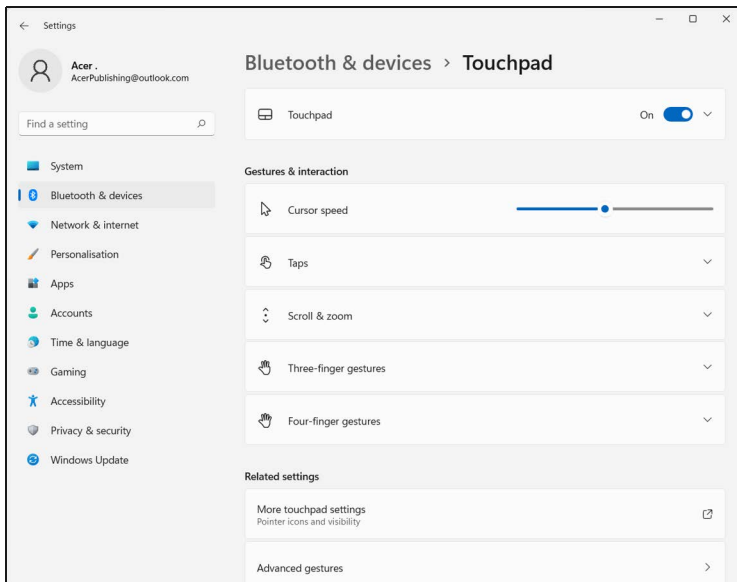 Settings
Acer .
AcerPublishing@outlook.com
Find a setting
System
Bluetooth & devices
Network & internet
Personalisation
Apps
Accounts
Time & language
Gaming
Accessibility
Privacy & security
Windows Update
Bluetooth & devices > Touchpad
Touchpad On
Gestures & interaction
Cursor speed
Taps
Scroll & zoom
Three-finger gestures
Four-finger gestures
Related settings
More touchpad settings
Pointer icons and visibility
Advanced gestures